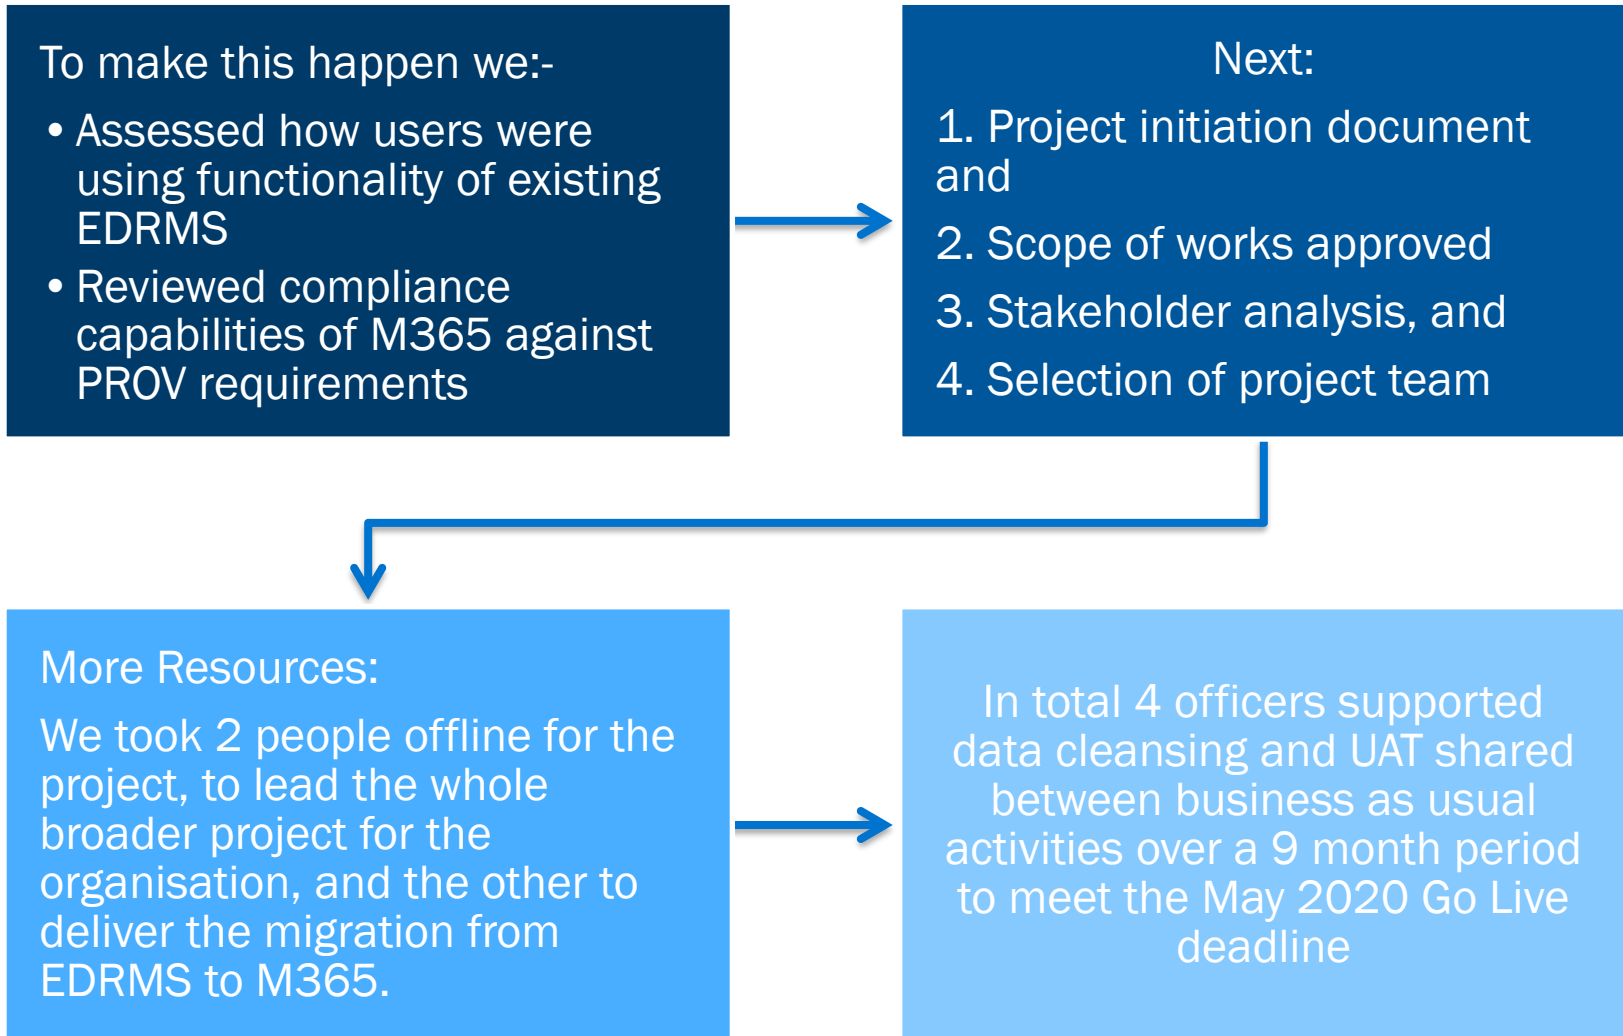 To make this happen we:-
• Assessed how users were
using functionality of existing
EDRMS
• Reviewed compliance
capabilities of M365 against
PROV requirements
Next:
1. Project initiation document
and
2. Scope of works approved
3. Stakeholder analysis, and
4. Selection of project team
More Resources:
We took 2 people offline for the
project, to lead the whole
broader project for the
organisation, and the other to
deliver the migration from
EDRMS to M365.
In total 4 officers supported
data cleansing and UAT shared
between business as usual
activities over a 9 month period
to meet the May 2020 Go Live
deadline